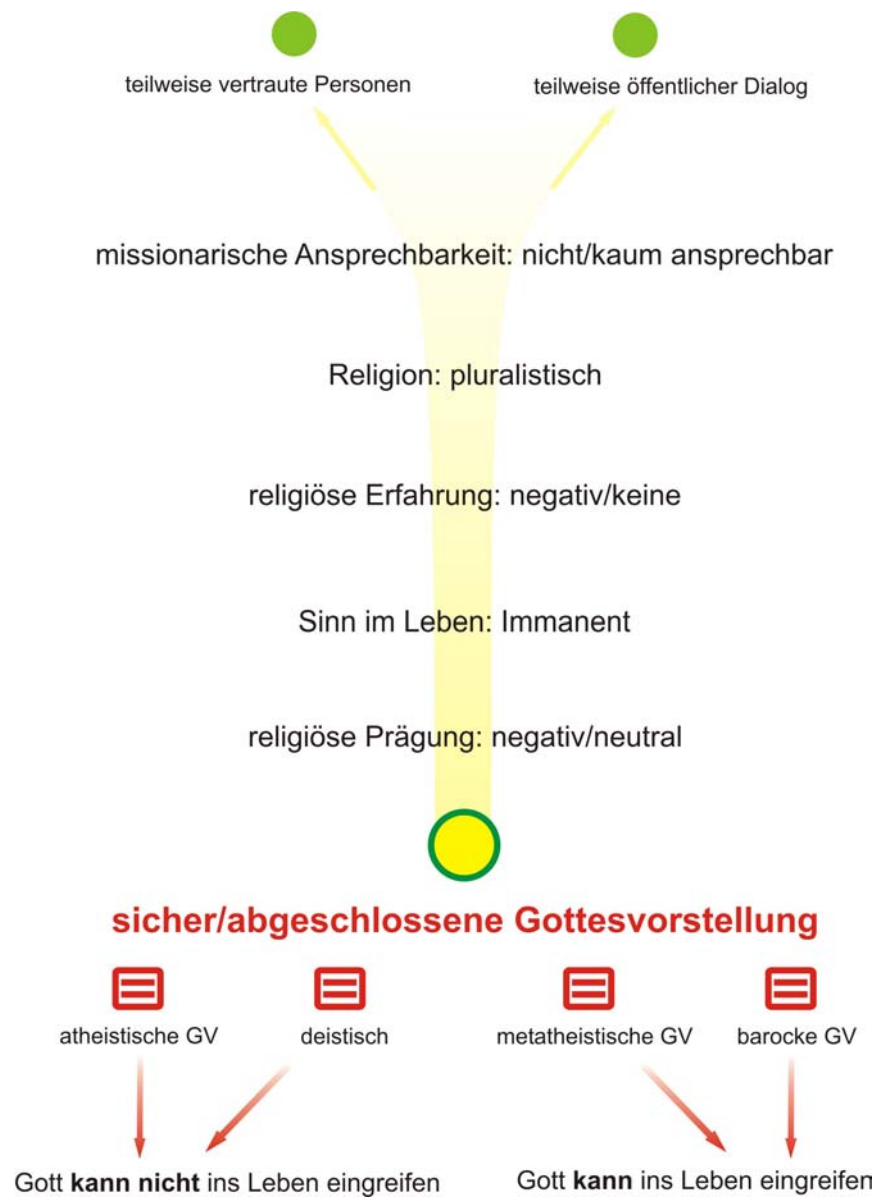 teilweise vertraute Personen
teilweise öffentlicher Dialog
missionarische Ansprechbarkeit: nicht/kaum ansprechbar
Religion: pluralistisch
religiöse Erfahrung: negativ/keine
Sinn im Leben: Immanent
religiöse Prägung: negativ/neutral
sicher/abgeschlossene Gottesvorstellung
atheistische GV
deistisch
metatheistische GV
barocke GV
Gott kann nicht ins Leben eingreifen
Gott kann ins Leben eingreifen